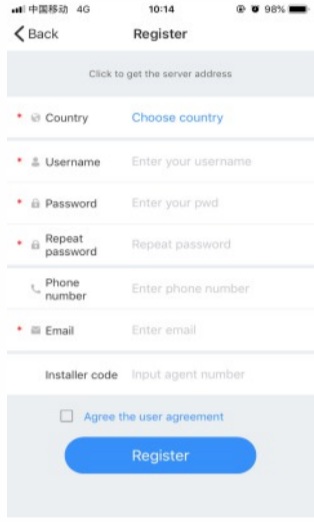 中国移动 4G 10:14 98%
Back Register
Click to get the server address
* Country Choose country
* Username Enter your username
* Password Enter your pwd
* Repeat password Repeat password
Phone number Enter phone number
* Email Enter email
Installer code Input agent number
Agree the user agreement
Register